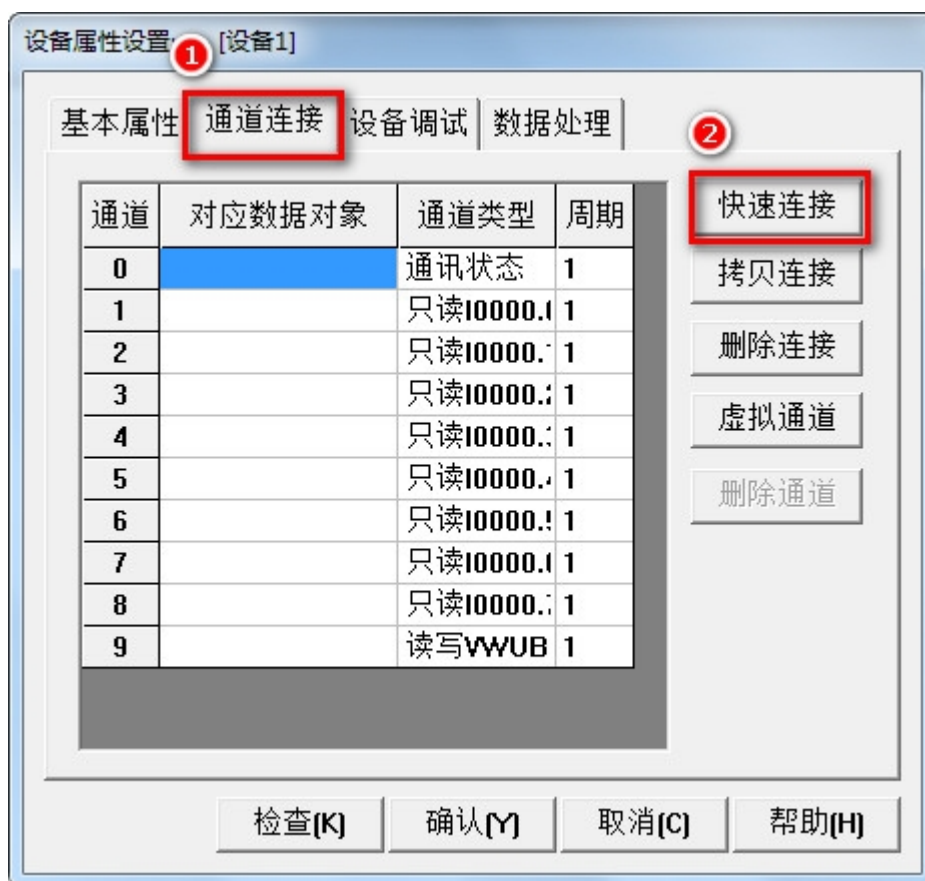 设备属性设置: [设备1]
1
基本属性 通道连接 设备调试 数据处理
2
通道 对应数据对象 通道类型 周期
快速连接
0 通讯状态 1
拷贝连接
1 只读I0000. 1
2 只读I0000. 1
删除连接
3 只读I0000. 1
4 只读I0000. 1
虚拟通道
5 只读I0000. 1
删除通道
6 只读I0000. 1
7 只读I0000. 1
8 只读I0000. 1
9 读写VWUB 1
检查(K) 确认(Y) 取消(C) 帮助(H)